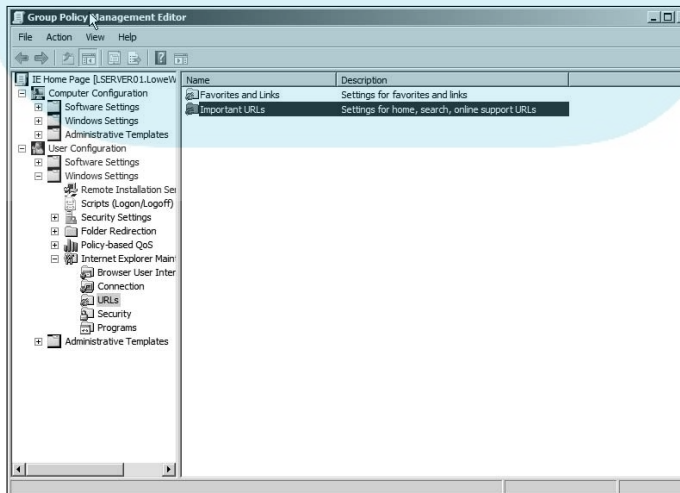 Group Policy Management Editor
File Action View Help
IE Home Page [LSERVER01.LoweW
Computer Configuration
Software Settings
Windows Settings
Administrative Templates
User Configuration
Software Settings
Windows Settings
Remote Installation Ser
Scripts (Logon/Logoff)
Security Settings
Folder Redirection
Policy-based QoS
Internet Explorer Maint
Browser User Inter
Connection
URLs
Security
Programs
Administrative Templates
Name Description
Favorites and Links Settings for favorites and links
Important URLs Settings for home, search, online support URLs